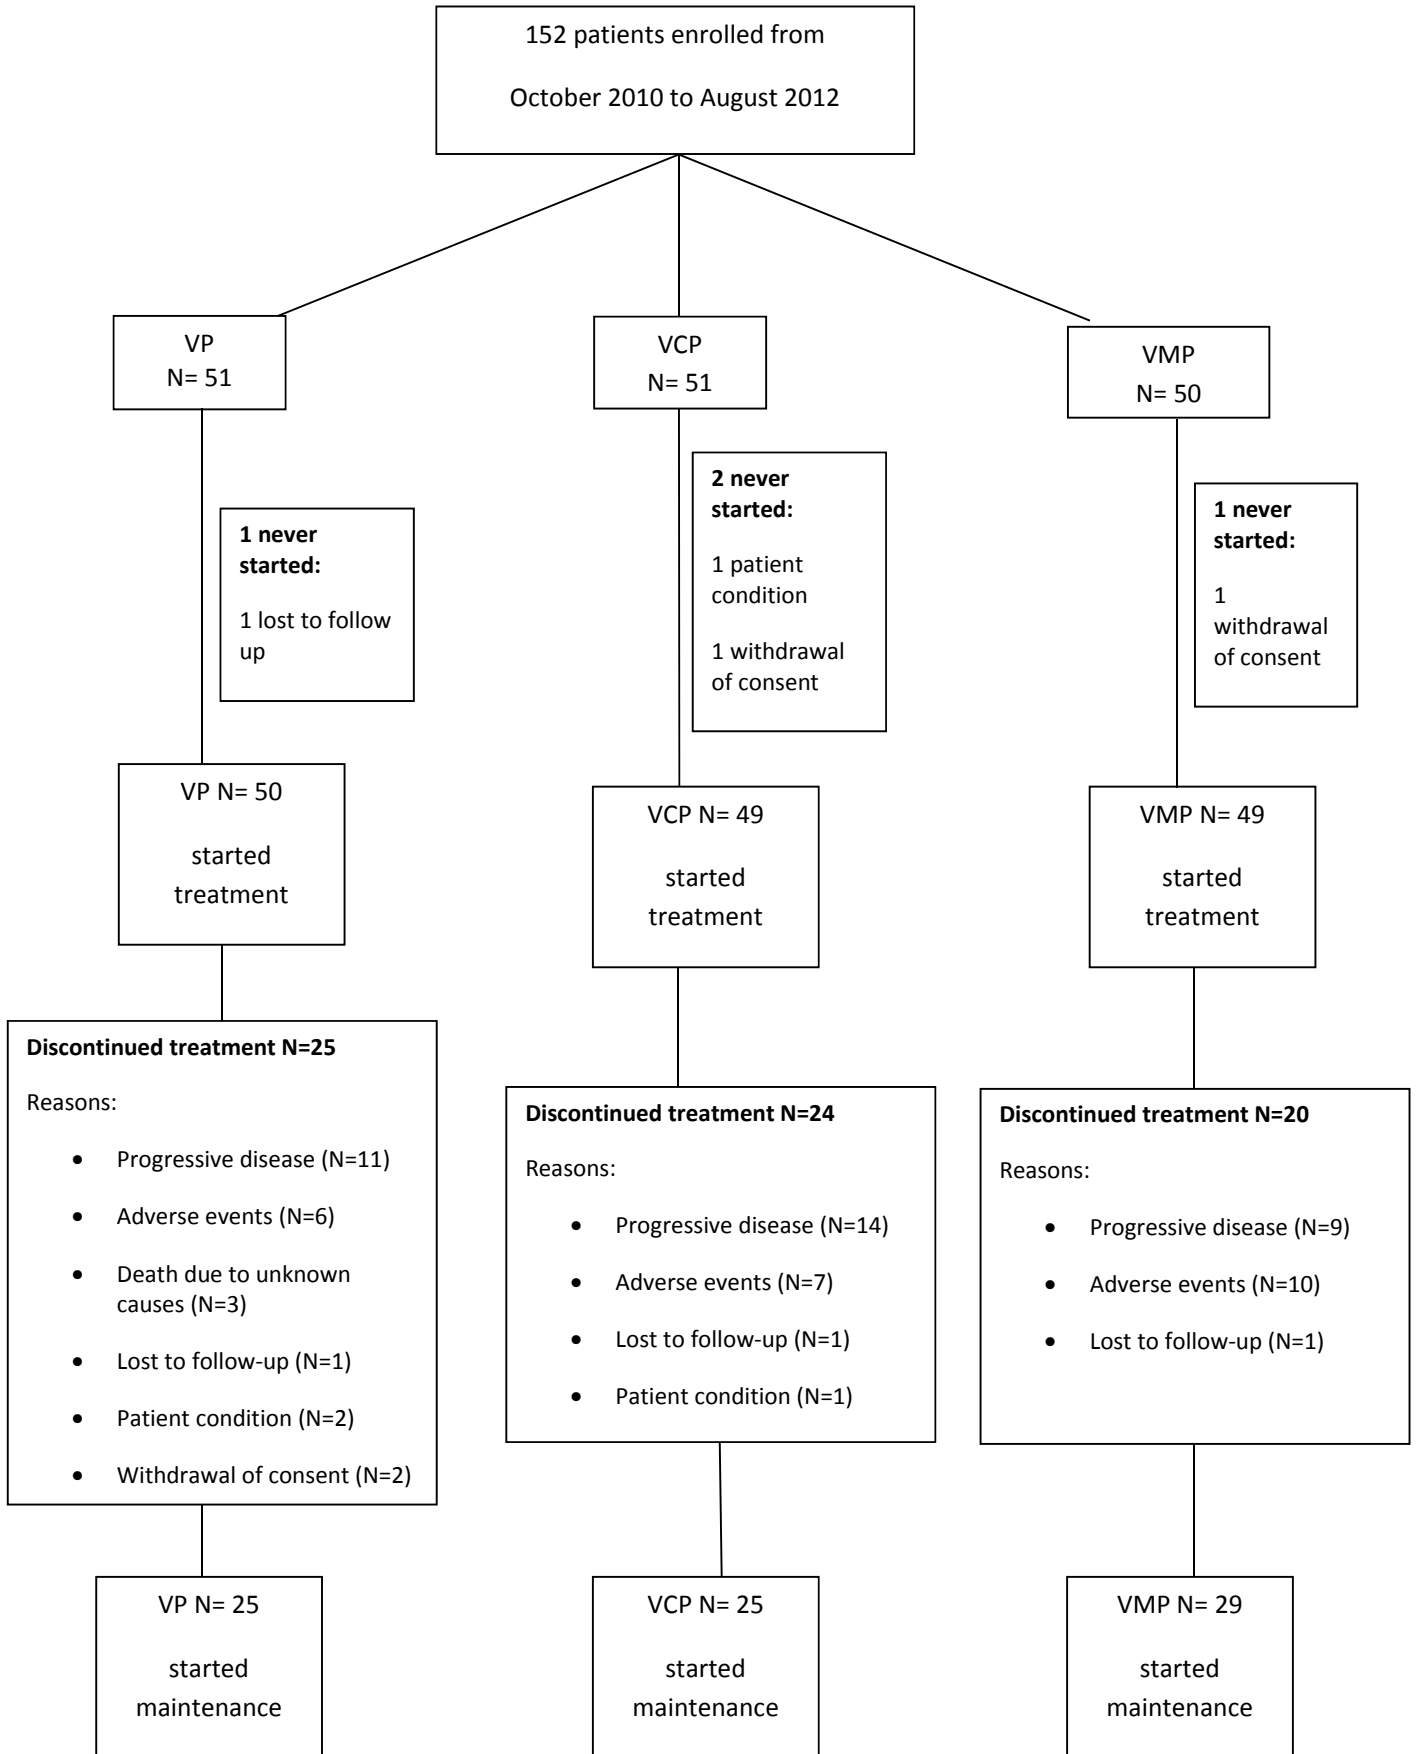 152 patients enrolled from
October 2010 to August 2012
VP
N= 51
VCP
N= 51
VMP
N= 50
1 never
started:
1 lost to follow
up
2 never
started:
1 patient
condition
1 withdrawal
of consent
1 never
started:
1
withdrawal
of consent
VP N= 50
started
treatment
VCP N= 49
started
treatment
VMP N= 49
started
treatment
Discontinued treatment N=25
Reasons:
• Progressive disease (N=11)
• Adverse events (N=6)
• Death due to unknown
causes (N=3)
• Lost to follow-up (N=1)
• Patient condition (N=2)
• Withdrawal of consent (N=2)
Discontinued treatment N=24
Reasons:
• Progressive disease (N=14)
• Adverse events (N=7)
• Lost to follow-up (N=1)
• Patient condition (N=1)
Discontinued treatment N=20
Reasons:
• Progressive disease (N=9)
• Adverse events (N=10)
• Lost to follow-up (N=1)
VP N= 25
started
maintenance
VCP N= 25
started
maintenance
VMP N= 29
started
maintenance